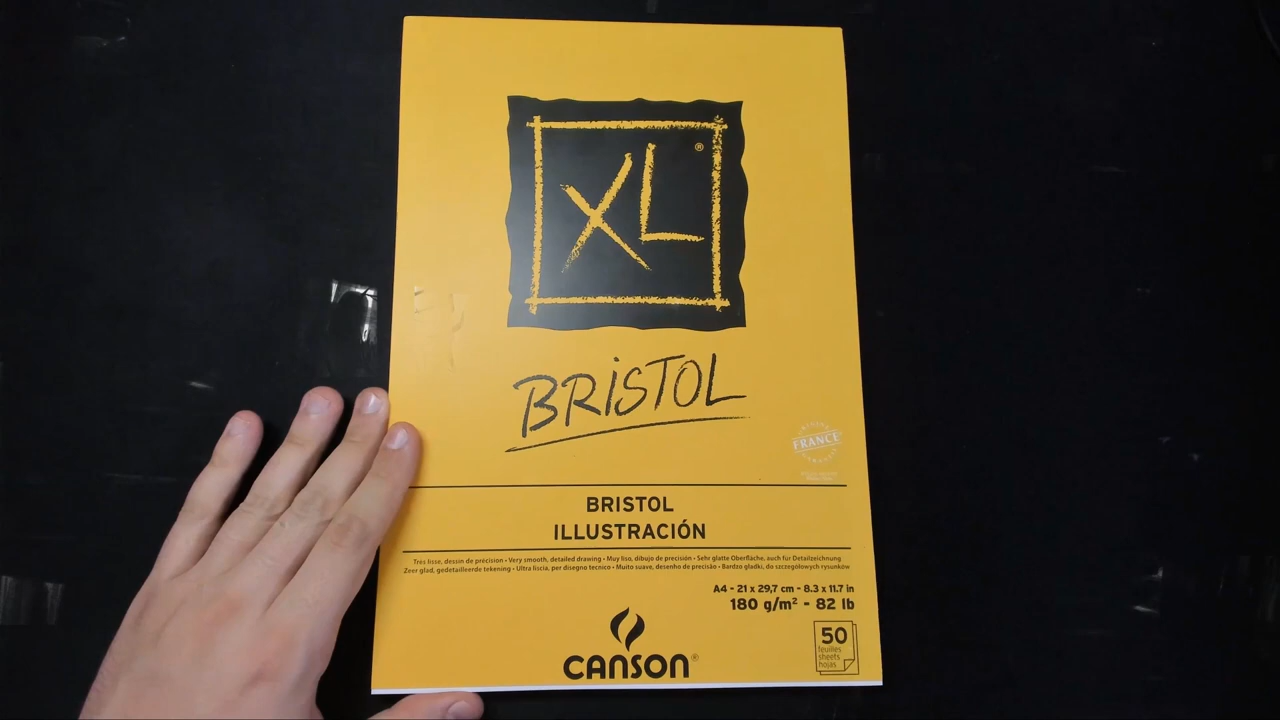 XL®
BRiSTOL
FRANCE
BRISTOL
ILLUSTRACIÓN
Très lisse, dessin de précision • Very smooth, detailed drawing • Muy liso, dibujo de precisión • Sehr glatte Oberfläche, auch für Detailzeichnung
Zeer glad, gedetailleerde tekening • Ultra liscia, per disegno tecnico • Muito suave, desenho de precisão • Bardzo gładki, do szczegółowych rysunków
A4 - 21 x 29,7 cm - 8.3 x 11.7 in
180 g/m² - 82 lb
50
feuilles
sheets
hojas
CANSON®